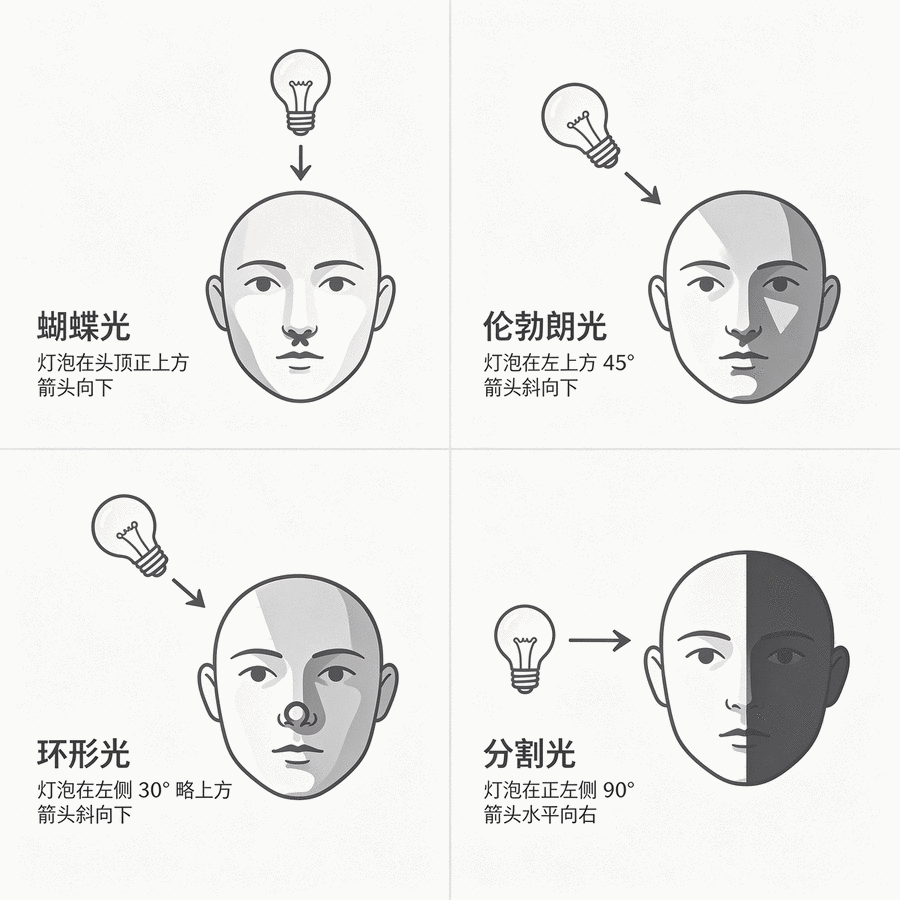 蝴蝶光
灯泡在头顶正上方
箭头向下
伦勃朗光
灯泡在左上方 45°
箭头斜向下
环形光
灯泡在左侧 30° 略上方
箭头斜向下
分割光
灯泡在正左侧 90°
箭头水平向右